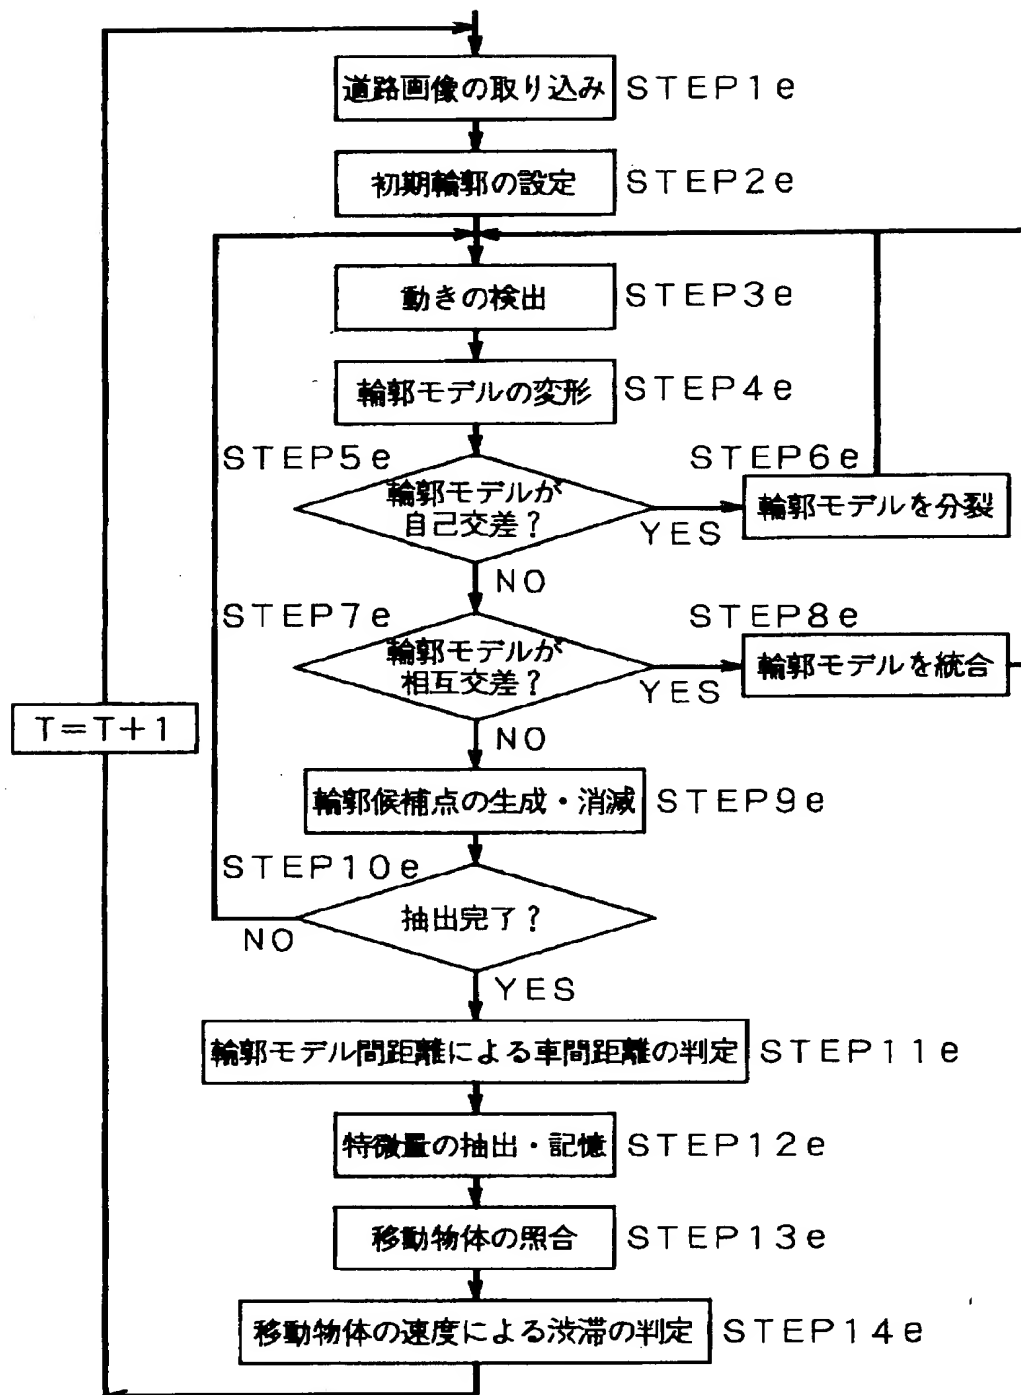 道路画像の取り込み STEP1e
初期輪郭の設定 STEP2e
動きの検出 STEP3e
輪郭モデルの変形 STEP4e
STEP5e
輪郭モデルが
自己交差?
YES
NO
STEP6e
輪郭モデルを分裂
STEP7e
輪郭モデルが
相互交差?
YES
NO
STEP8e
輪郭モデルを統合
T=T+1
輪郭候補点の生成・消滅 STEP9e
STEP10e
抽出完了?
NO
YES
輪郭モデル間距離による車間距離の判定 STEP11e
特徴量の抽出・記憶 STEP12e
移動物体の照合 STEP13e
移動物体の速度による渋滞の判定 STEP14e